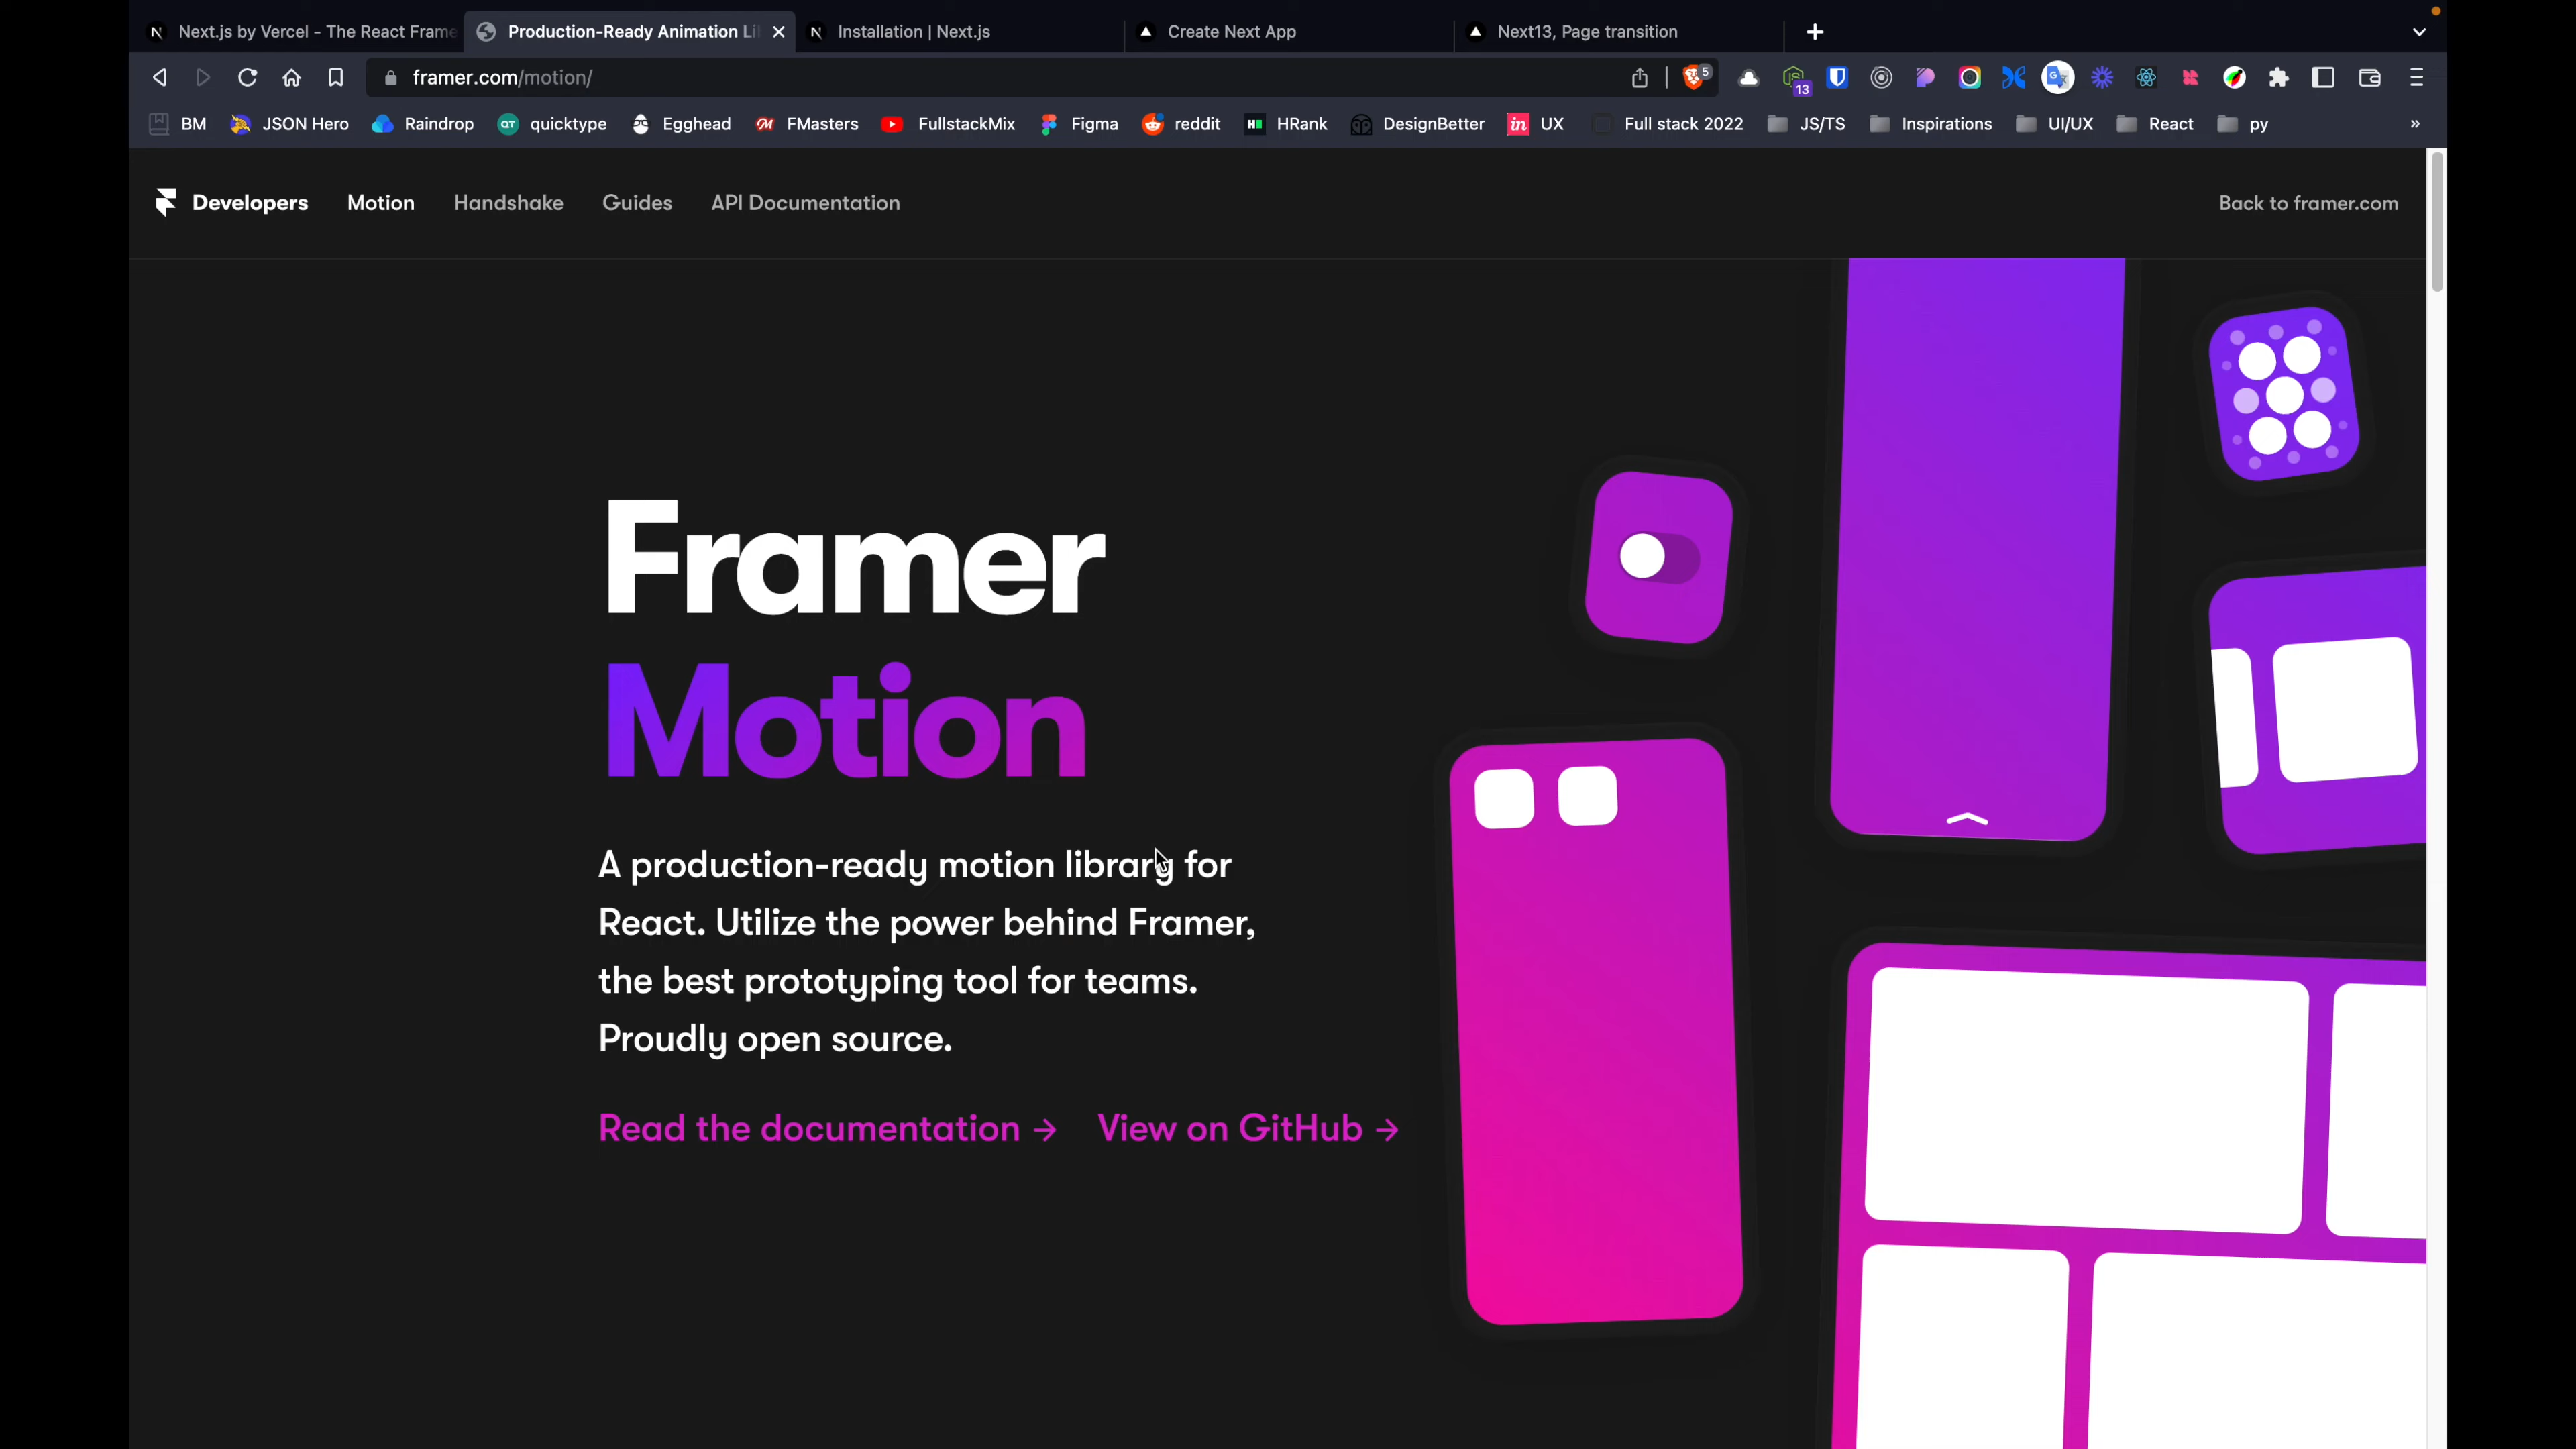 Next.js by Vercel - The React Frame
Production-Ready Animation Li
Installation | Next.js
Create Next App
Next13, Page transition
framer.com/motion/
5
13
BM
JSON Hero
Raindrop
QT
quicktype
Egghead
FMasters
FullstackMix
Figma
reddit
HRank
DesignBetter
in
UX
Full stack 2022
JS/TS
Inspirations
UI/UX
React
py
»
Developers
Motion
Handshake
Guides
API Documentation
Back to framer.com
Framer
Motion
A production-ready motion library for
React. Utilize the power behind Framer,
the best prototyping tool for teams.
Proudly open source.
Read the documentation →
View on GitHub →